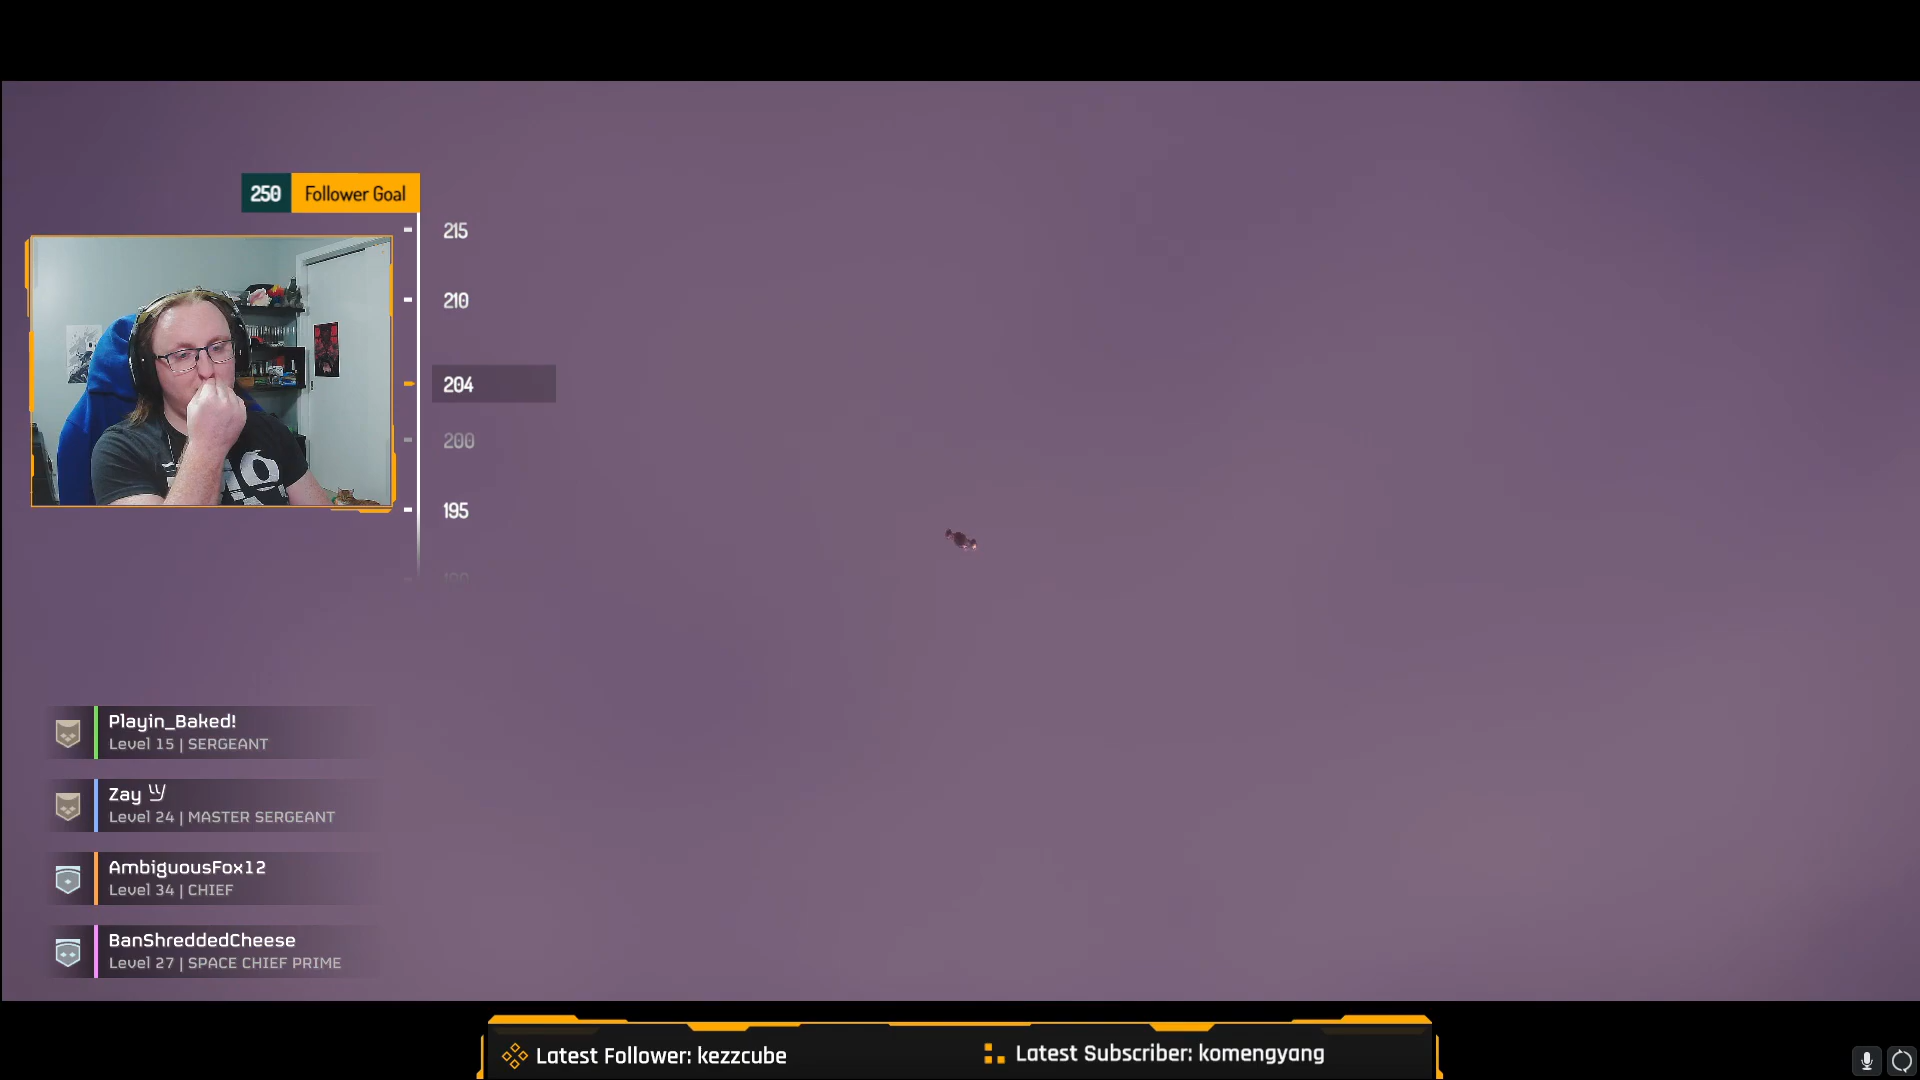 250 Follower Goal
215
210
204
200
195
190
Playin_Baked!
Level 15 | SERGEANT
Zay
Level 24 | MASTER SERGEANT
AmbiguousFox12
Level 34 | CHIEF
BanShreddedCheese
Level 27 | SPACE CHIEF PRIME
Latest Follower: kezzcube
Latest Subscriber: komengyang